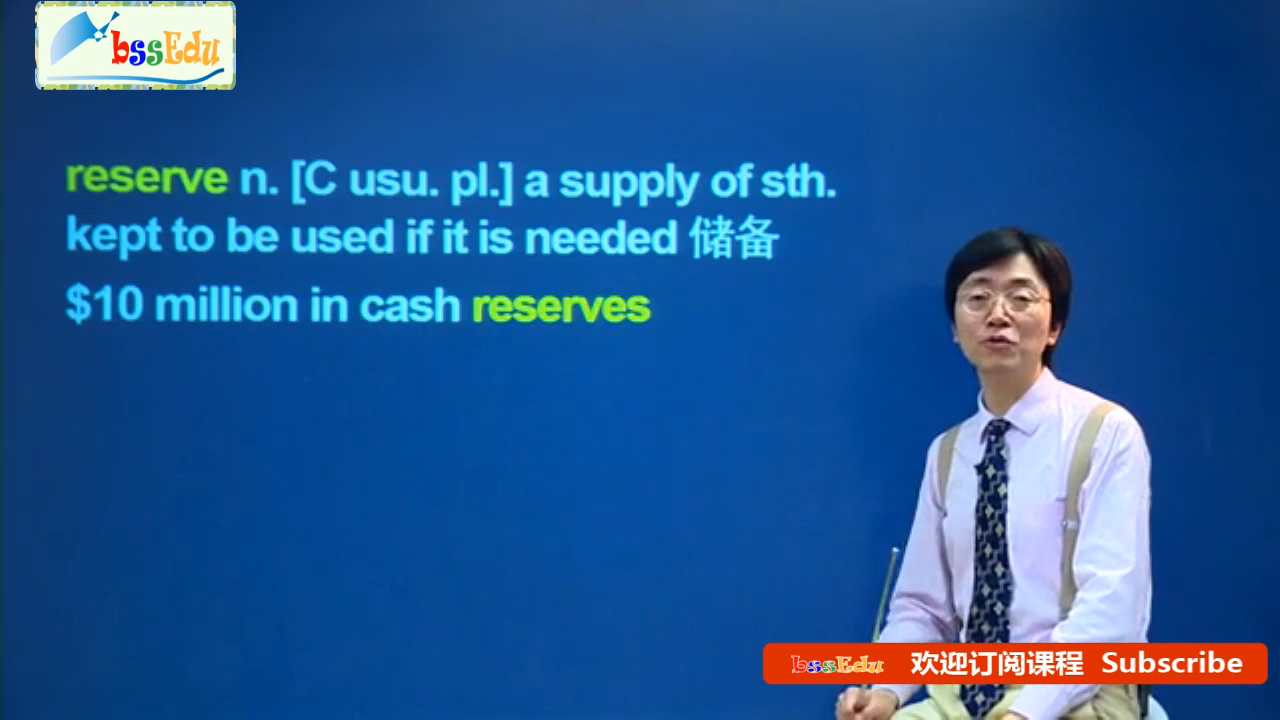 bssEdu
reserve n. [C usu. pl.] a supply of sth.
kept to be used if it is needed 储备
$10 million in cash reserves
bssEdu 欢迎订阅课程 Subscribe